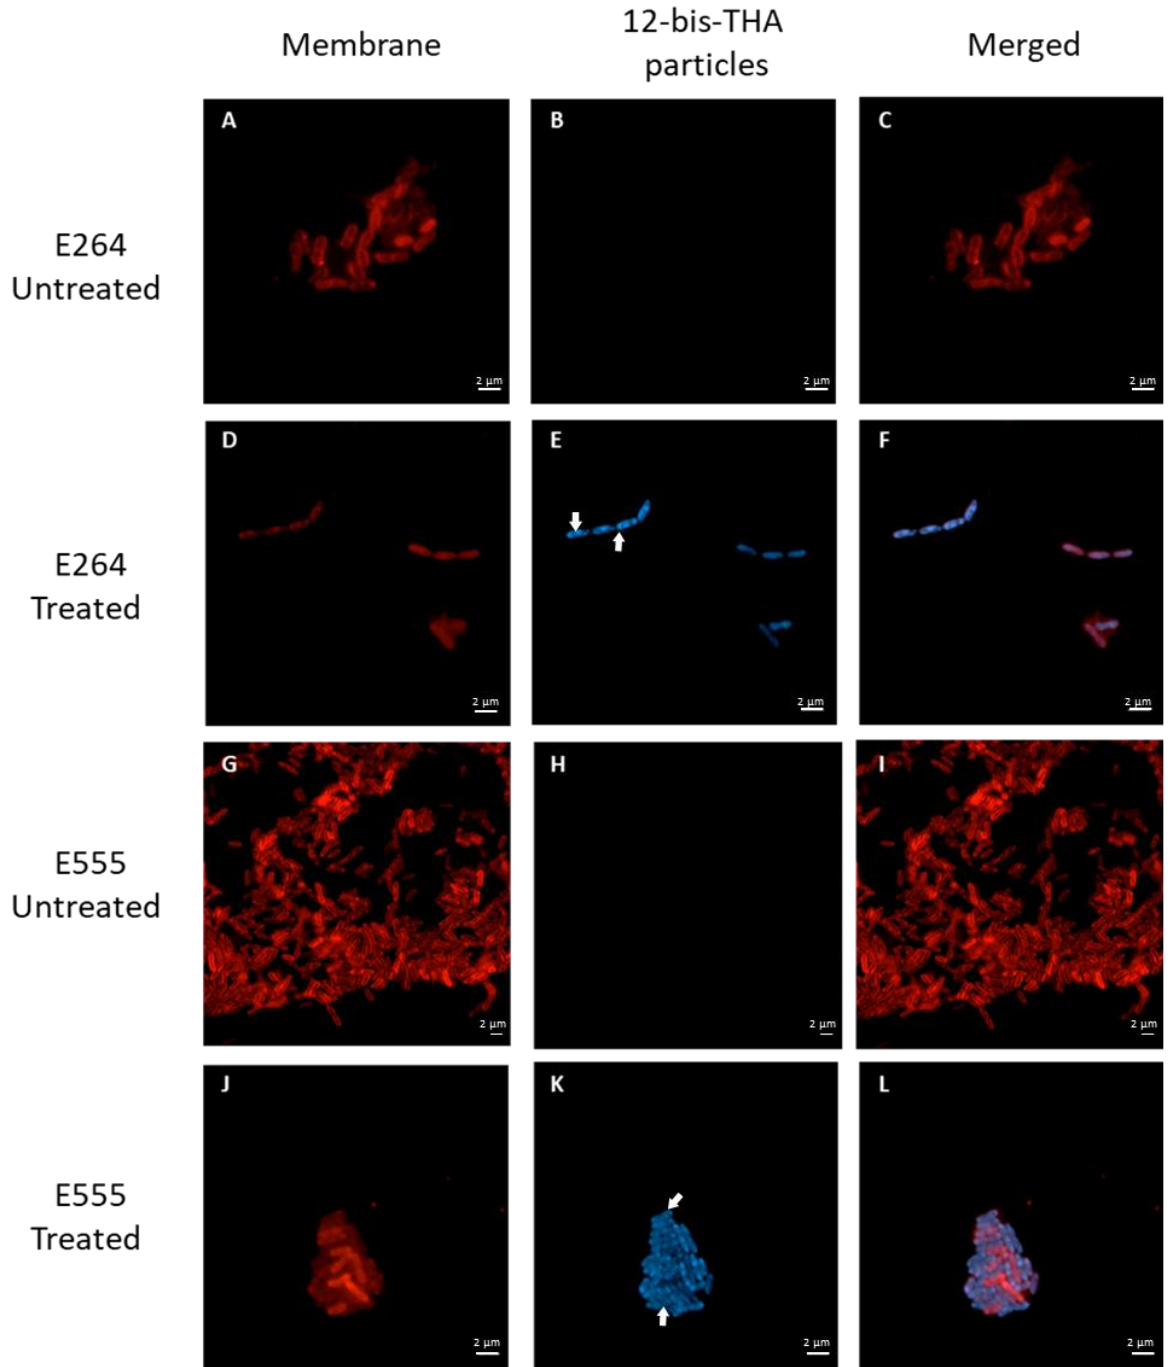 Membrane
12-bis-THA
particles
Merged
E264
Untreated
A
2 µm
B
2 µm
C
2 µm
E264
Treated
D
2 µm
E
2 µm
F
2 µm
E555
Untreated
G
2 µm
H
2 µm
I
2 µm
E555
Treated
J
2 µm
K
2 µm
L
2 µm